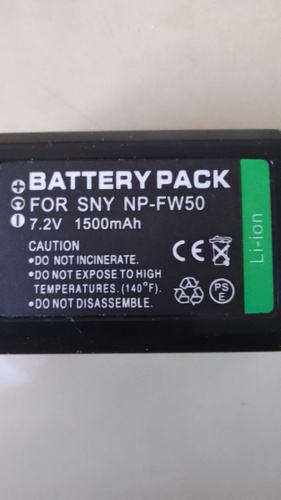 BATTERY PACK
FOR SNY NP-FW50
7.2V 1500mAh
CAUTION
•DO NOT INCINERATE.
•DO NOT EXPOSE TO HIGH
TEMPERATURES. (140°F).
•DO NOT DISASSEMBLE.
CE
PSE
Li-ion